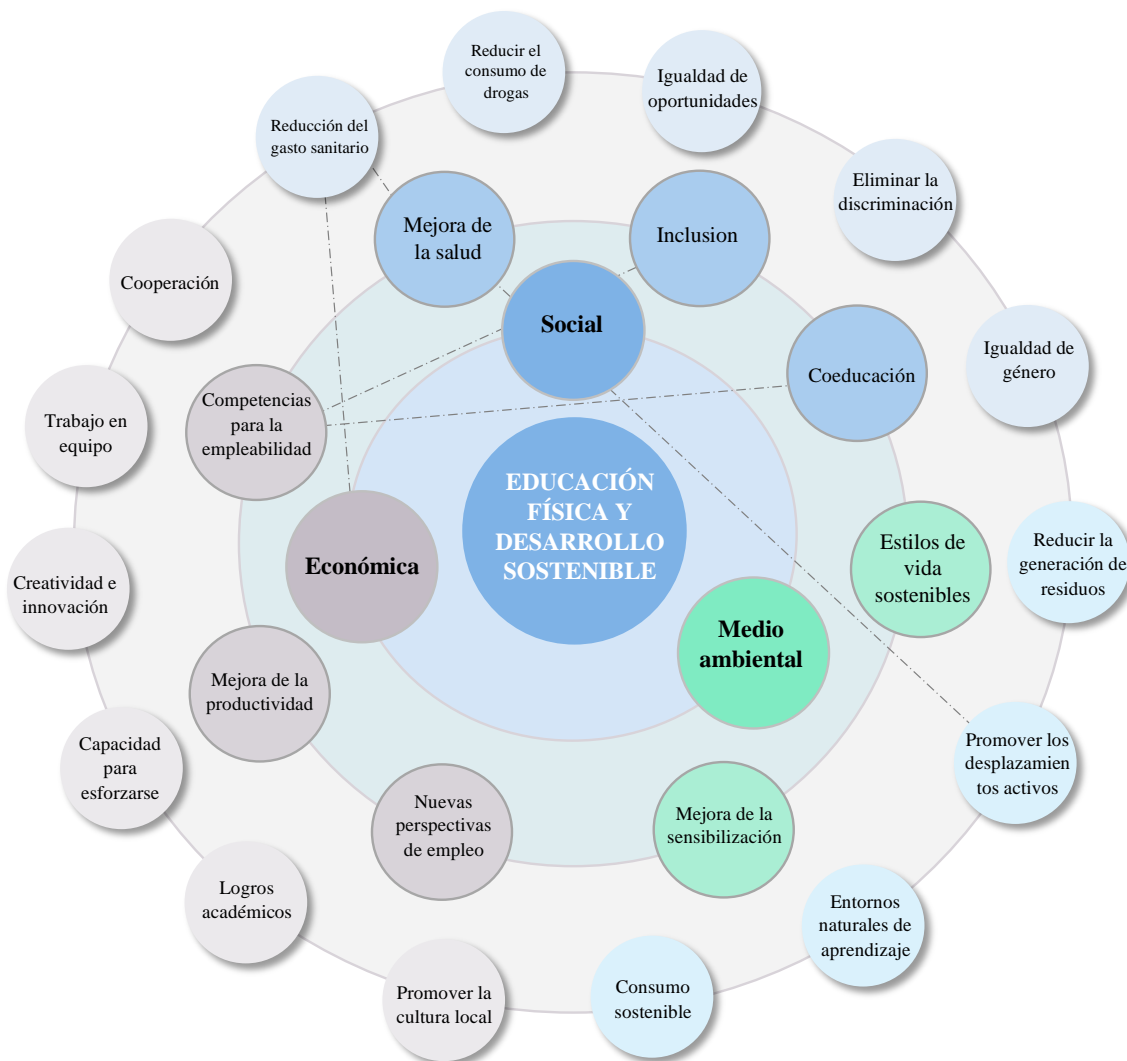 Reducir el
consumo de
drogas
Igualdad de
oportunidades
Reducción del
gasto sanitario
Eliminar la
discriminación
Mejora de
la salud
Inclusion
Cooperación
Social
Igualdad de
género
Coeducación
Competencias
para la
empleabilidad
Trabajo en
equipo
EDUCACIÓN
FÍSICA Y
DESARROLLO
SOSTENIBLE
Económica
Estilos de
vida
sostenibles
Reducir la
generación de
residuos
Creatividad e
innovación
Medio
ambiental
Mejora de la
productividad
Capacidad
para
esforzarse
Promover los
desplazamien
tos activos
Nuevas
perspectivas
de empleo
Mejora de la
sensibilización
Logros
académicos
Entornos
naturales de
aprendizaje
Promover la
cultura local
Consumo
sostenible